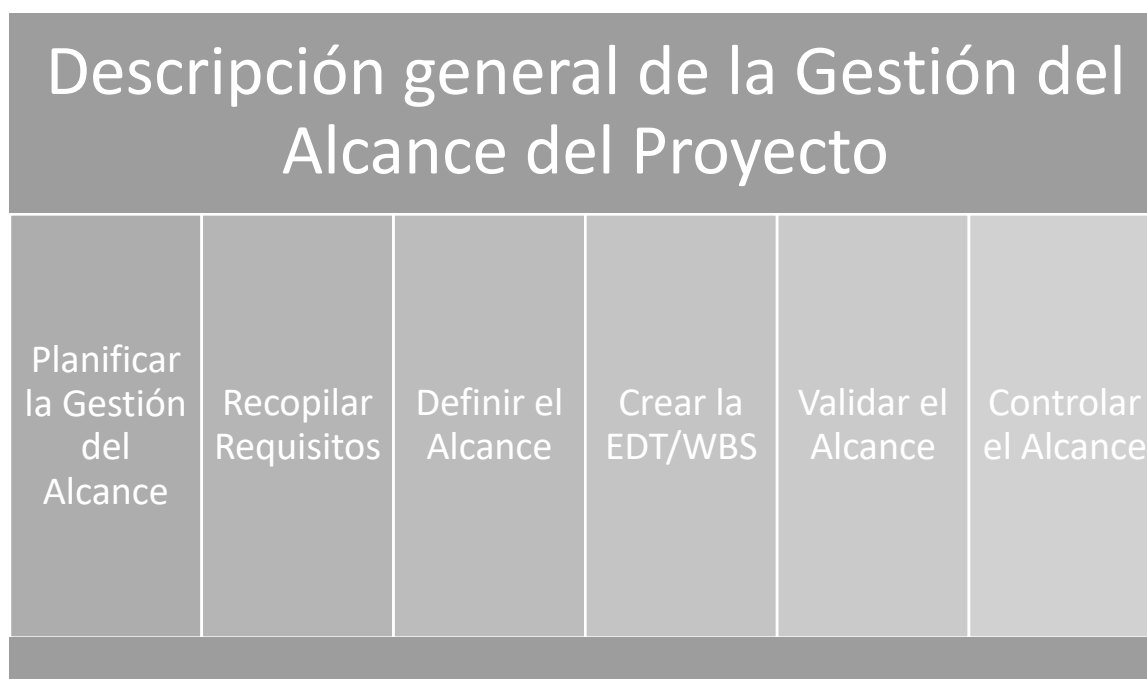 Descripción general de la Gestión del
Alcance del Proyecto
Planificar
la Gestión
del
Alcance
Recopilar
Requisitos
Definir el
Alcance
Crear la
EDT/WBS
Validar el
Alcance
Controlar
el Alcance